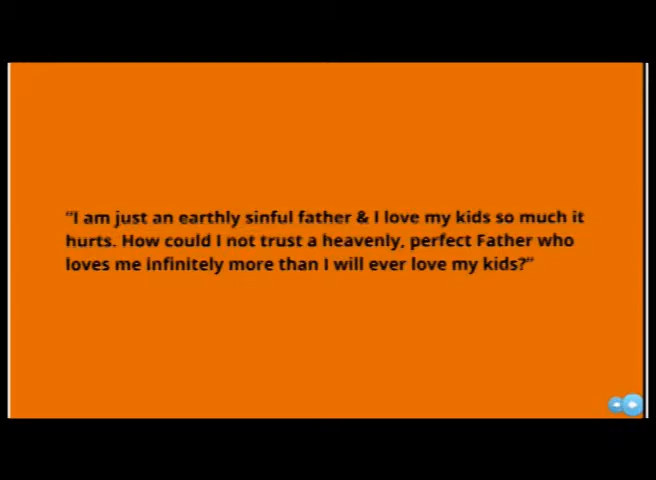 "I am just an earthly sinful father & I love my kids so much it
hurts. How could I not trust a heavenly, perfect Father who
loves me infinitely more than I will ever love my kids?"